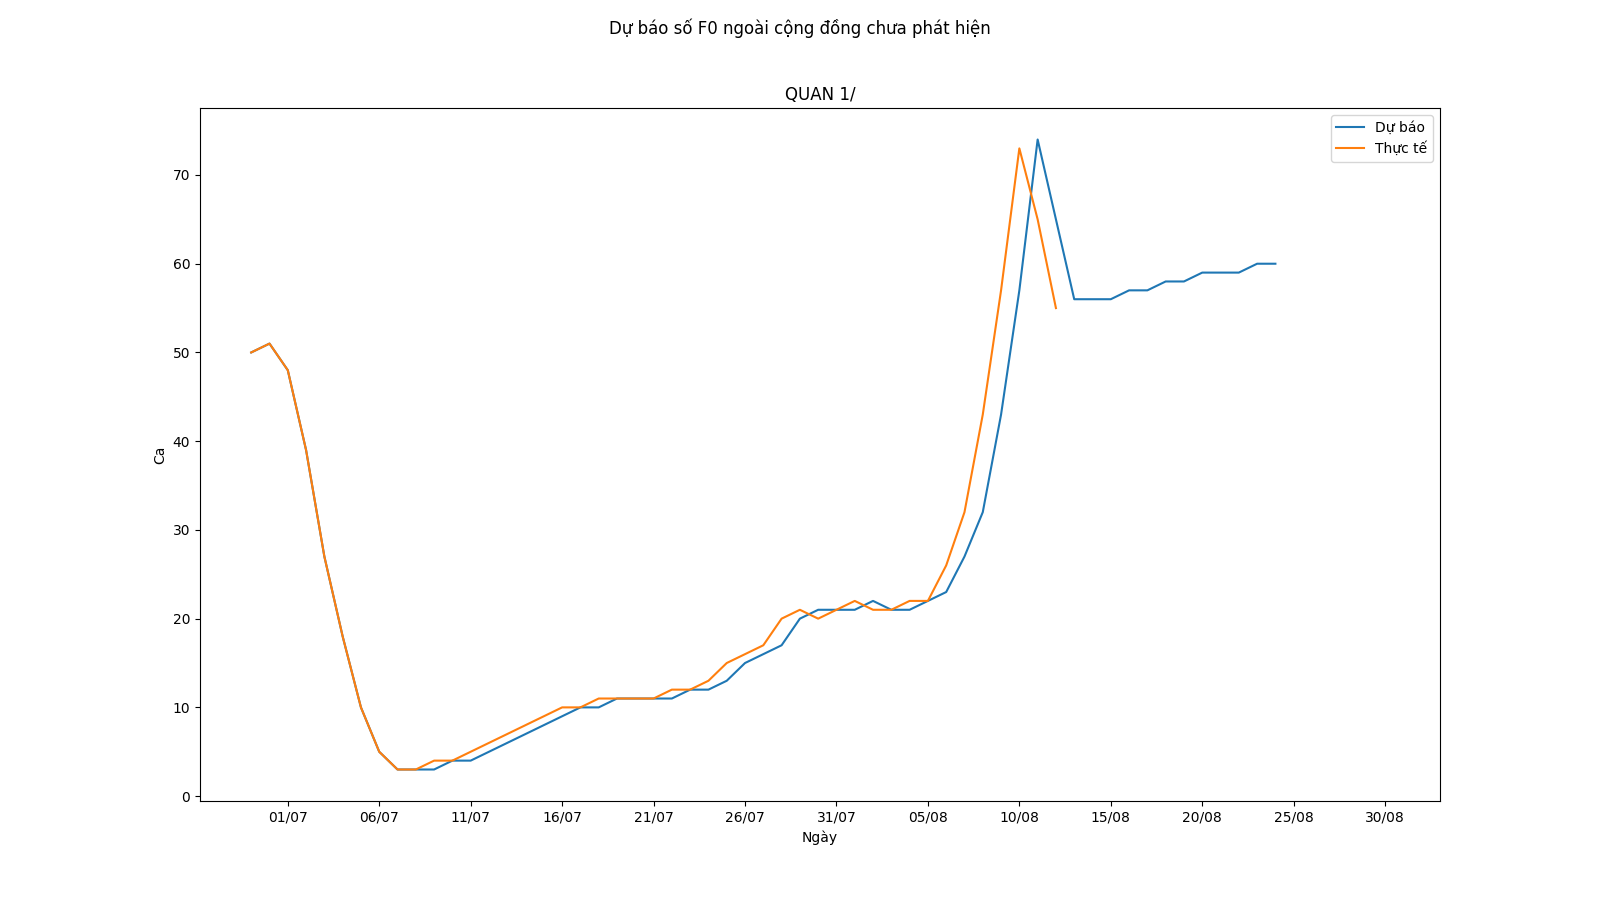 Dự báo số F0 ngoài cộng đồng chưa phát hiện
QUAN 1/
Dự báo
Thực tế
70
60
50
40
30
20
10
0
Ca
01/07 06/07 11/07 16/07 21/07 26/07 31/07 05/08 10/08 15/08 20/08 25/08 30/08
Ngày